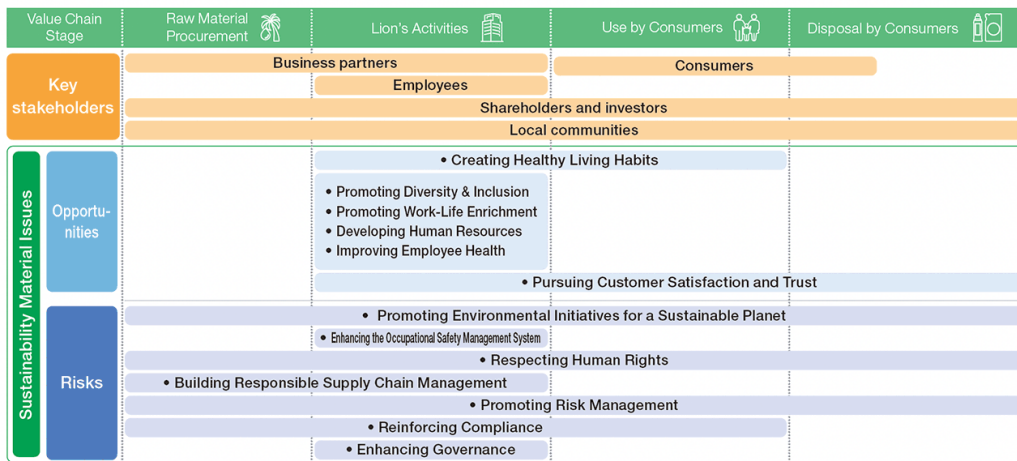 Value Chain
Stage
Raw Material
Procurement
Lion's Activities
Use by Consumers
Disposal by Consumers
Key
stakeholders
Business partners
Consumers
Employees
Shareholders and investors
Local communities
Sustainability Material Issues
Opportu-
nities
• Creating Healthy Living Habits
• Promoting Diversity & Inclusion
• Promoting Work-Life Enrichment
• Developing Human Resources
• Improving Employee Health
• Pursuing Customer Satisfaction and Trust
Risks
• Promoting Environmental Initiatives for a Sustainable Planet
• Enhancing the Occupational Safety Management System
• Respecting Human Rights
• Building Responsible Supply Chain Management
• Promoting Risk Management
• Reinforcing Compliance
• Enhancing Governance